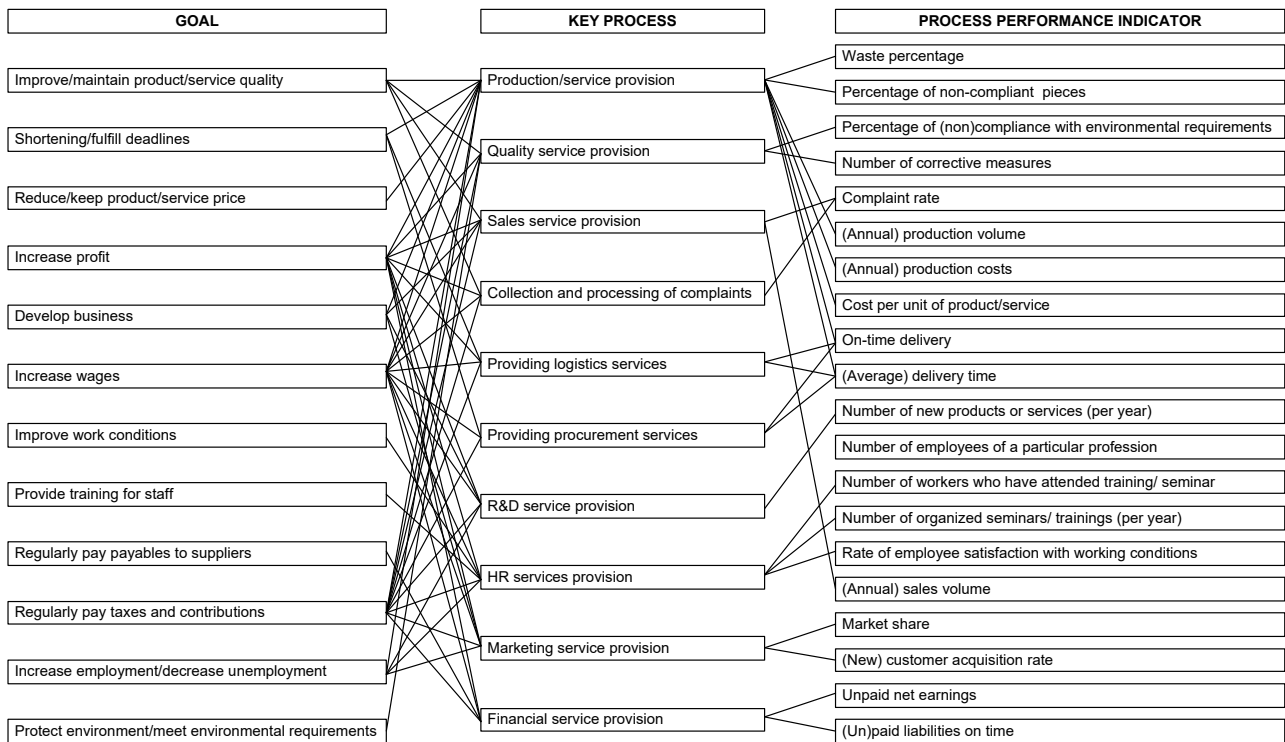 GOAL
Improve/maintain product/service quality
Shortening/fulfill deadlines
Reduce/keep product/service price
Increase profit
Develop business
Increase wages
Improve work conditions
Provide training for staff
Regularly pay payables to suppliers
Regularly pay taxes and contributions
Increase employment/decrease unemployment
Protect environment/meet environmental requirements
KEY PROCESS
Production/service provision
Quality service provision
Sales service provision
Collection and processing of complaints
Providing logistics services
Providing procurement services
R&D service provision
HR services provision
Marketing service provision
Financial service provision
PROCESS PERFORMANCE INDICATOR
Waste percentage
Percentage of non-compliant pieces
Percentage of (non)compliance with environmental requirements
Number of corrective measures
Complaint rate
(Annual) production volume
(Annual) production costs
Cost per unit of product/service
On-time delivery
(Average) delivery time
Number of new products or services (per year)
Number of employees of a particular profession
Number of workers who have attended training/ seminar
Number of organized seminars/ trainings (per year)
Rate of employee satisfaction with working conditions
(Annual) sales volume
Market share
(New) customer acquisition rate
Unpaid net earnings
(Un)paid liabilities on time